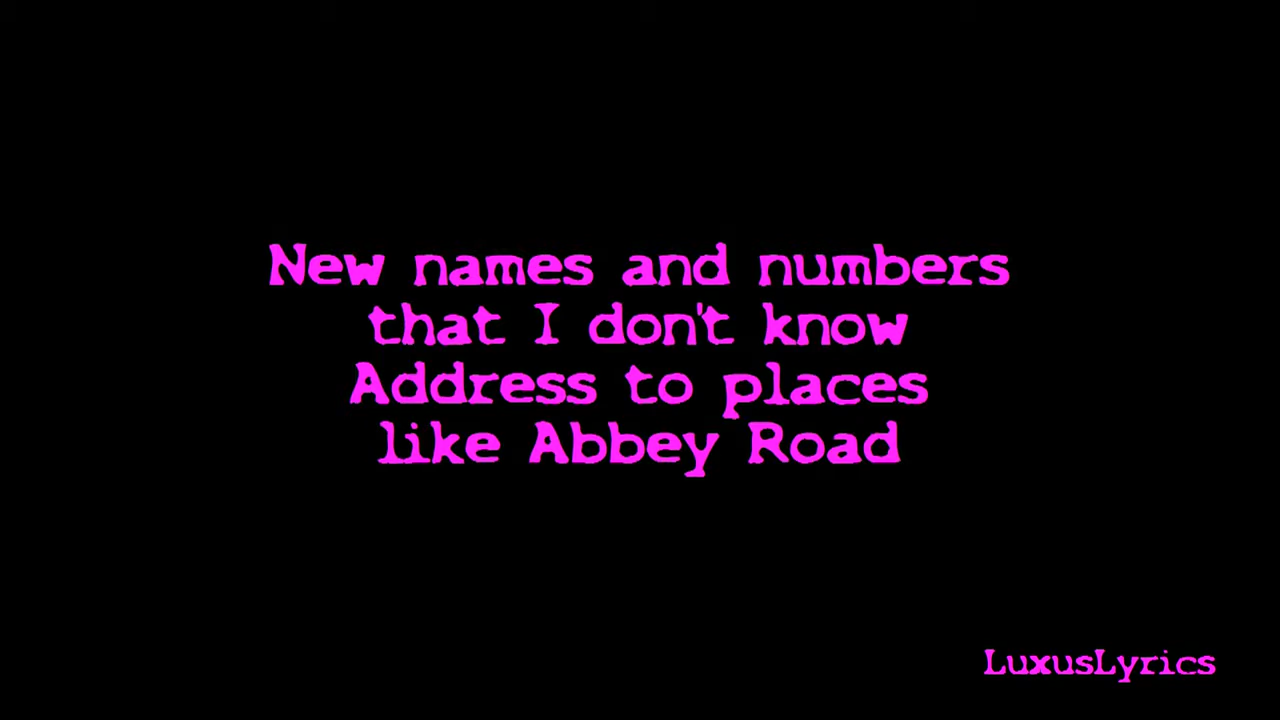 New names and numbers
that I don't know
Address to places
like Abbey Road
LuxusLyrics